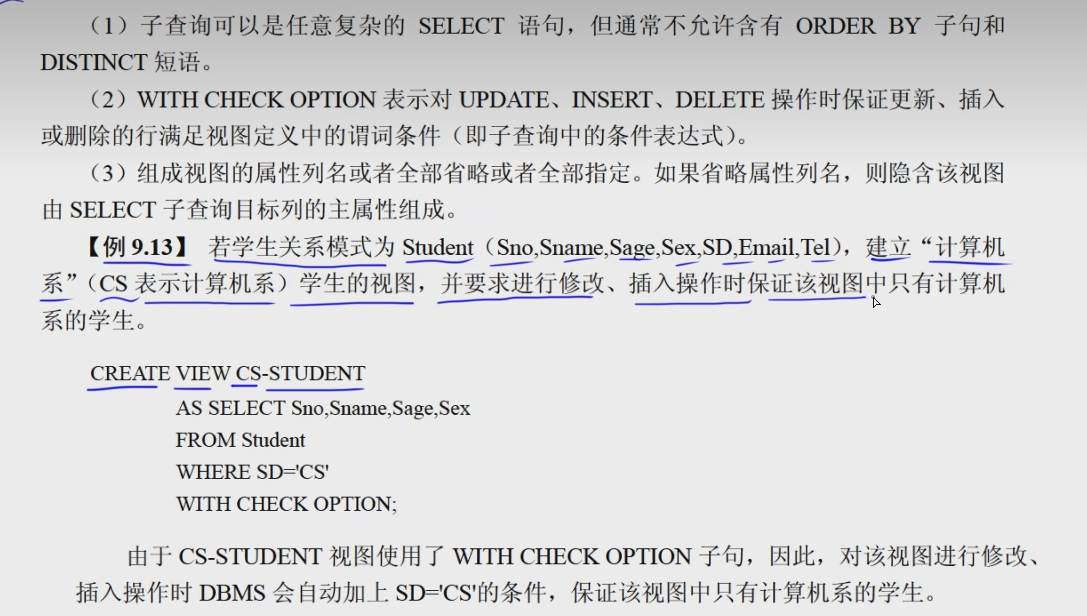 （1）子查询可以是任意复杂的 SELECT 语句，但通常不允许含有 ORDER BY 子句和
DISTINCT 短语。
（2）WITH CHECK OPTION 表示对 UPDATE、INSERT、DELETE 操作时保证更新、插入
或删除的行满足视图定义中的谓词条件（即子查询中的条件表达式）。
（3）组成视图的属性列名或者全部省略或者全部指定。如果省略属性列名，则隐含该视图
由 SELECT 子查询目标列的主属性组成。
【例 9.13】 若学生关系模式为 Student（Sno,Sname,Sage,Sex,SD,Email,Tel），建立“计算机
系”（CS 表示计算机系）学生的视图，并要求进行修改、插入操作时保证该视图中只有计算机
系的学生。
CREATE VIEW CS-STUDENT
AS SELECT Sno,Sname,Sage,Sex
FROM Student
WHERE SD='CS'
WITH CHECK OPTION;
由于 CS-STUDENT 视图使用了 WITH CHECK OPTION 子句，因此，对该视图进行修改、
插入操作时 DBMS 会自动加上 SD='CS'的条件，保证该视图中只有计算机系的学生。